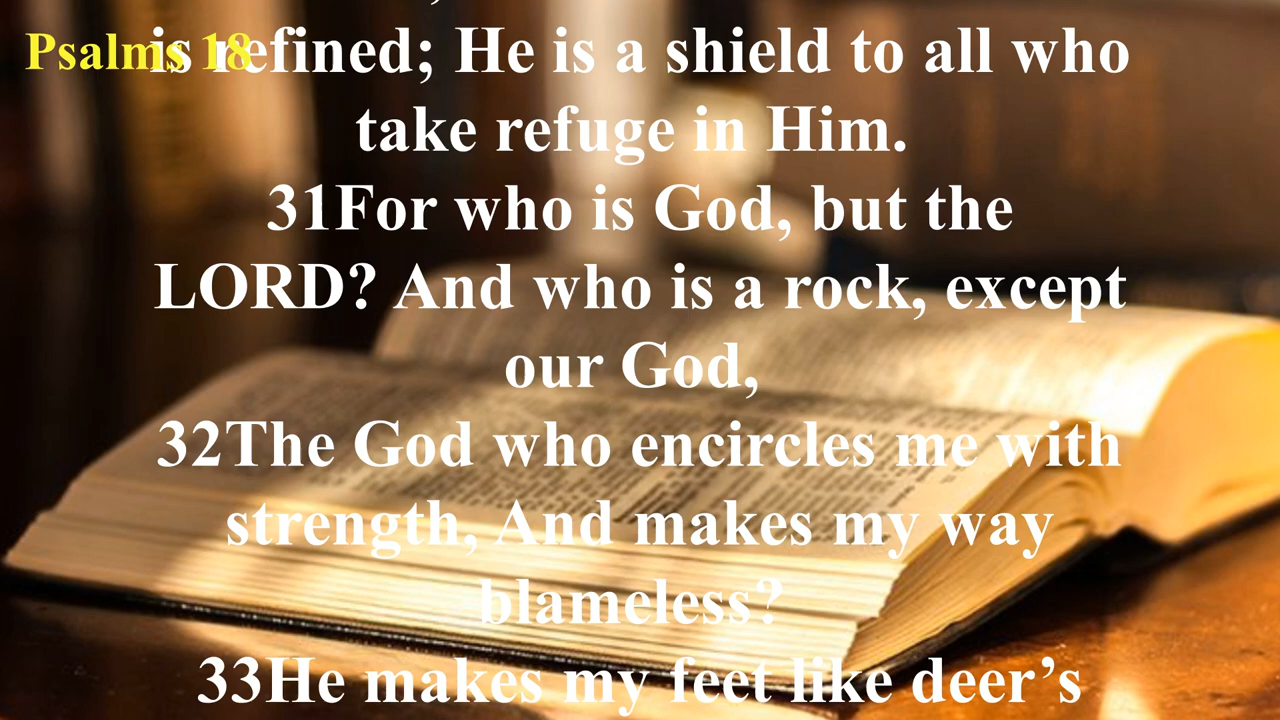 Psalms 18
is refined; He is a shield to all who
take refuge in Him.
31For who is God, but the
LORD? And who is a rock, except
our God,
32The God who encircles me with
strength, And makes my way
blameless?
33He makes my feet like deer’s